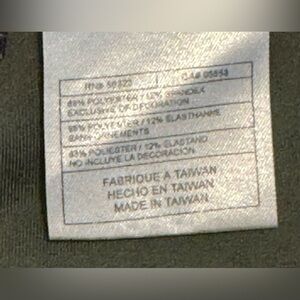 88% POLYESTER / 12% SPANDEX
EXCLUSIVE OF DECORATION
88% POLYESTER / 12% ELASTHANNE
SANS ORNEMENTS
88% POLIESTER / 12% ELASTANO
NO INCLUYE LA DECORACION
FABRIQUE A TAIWAN
HECHO EN TAIWAN
MADE IN TAIWAN